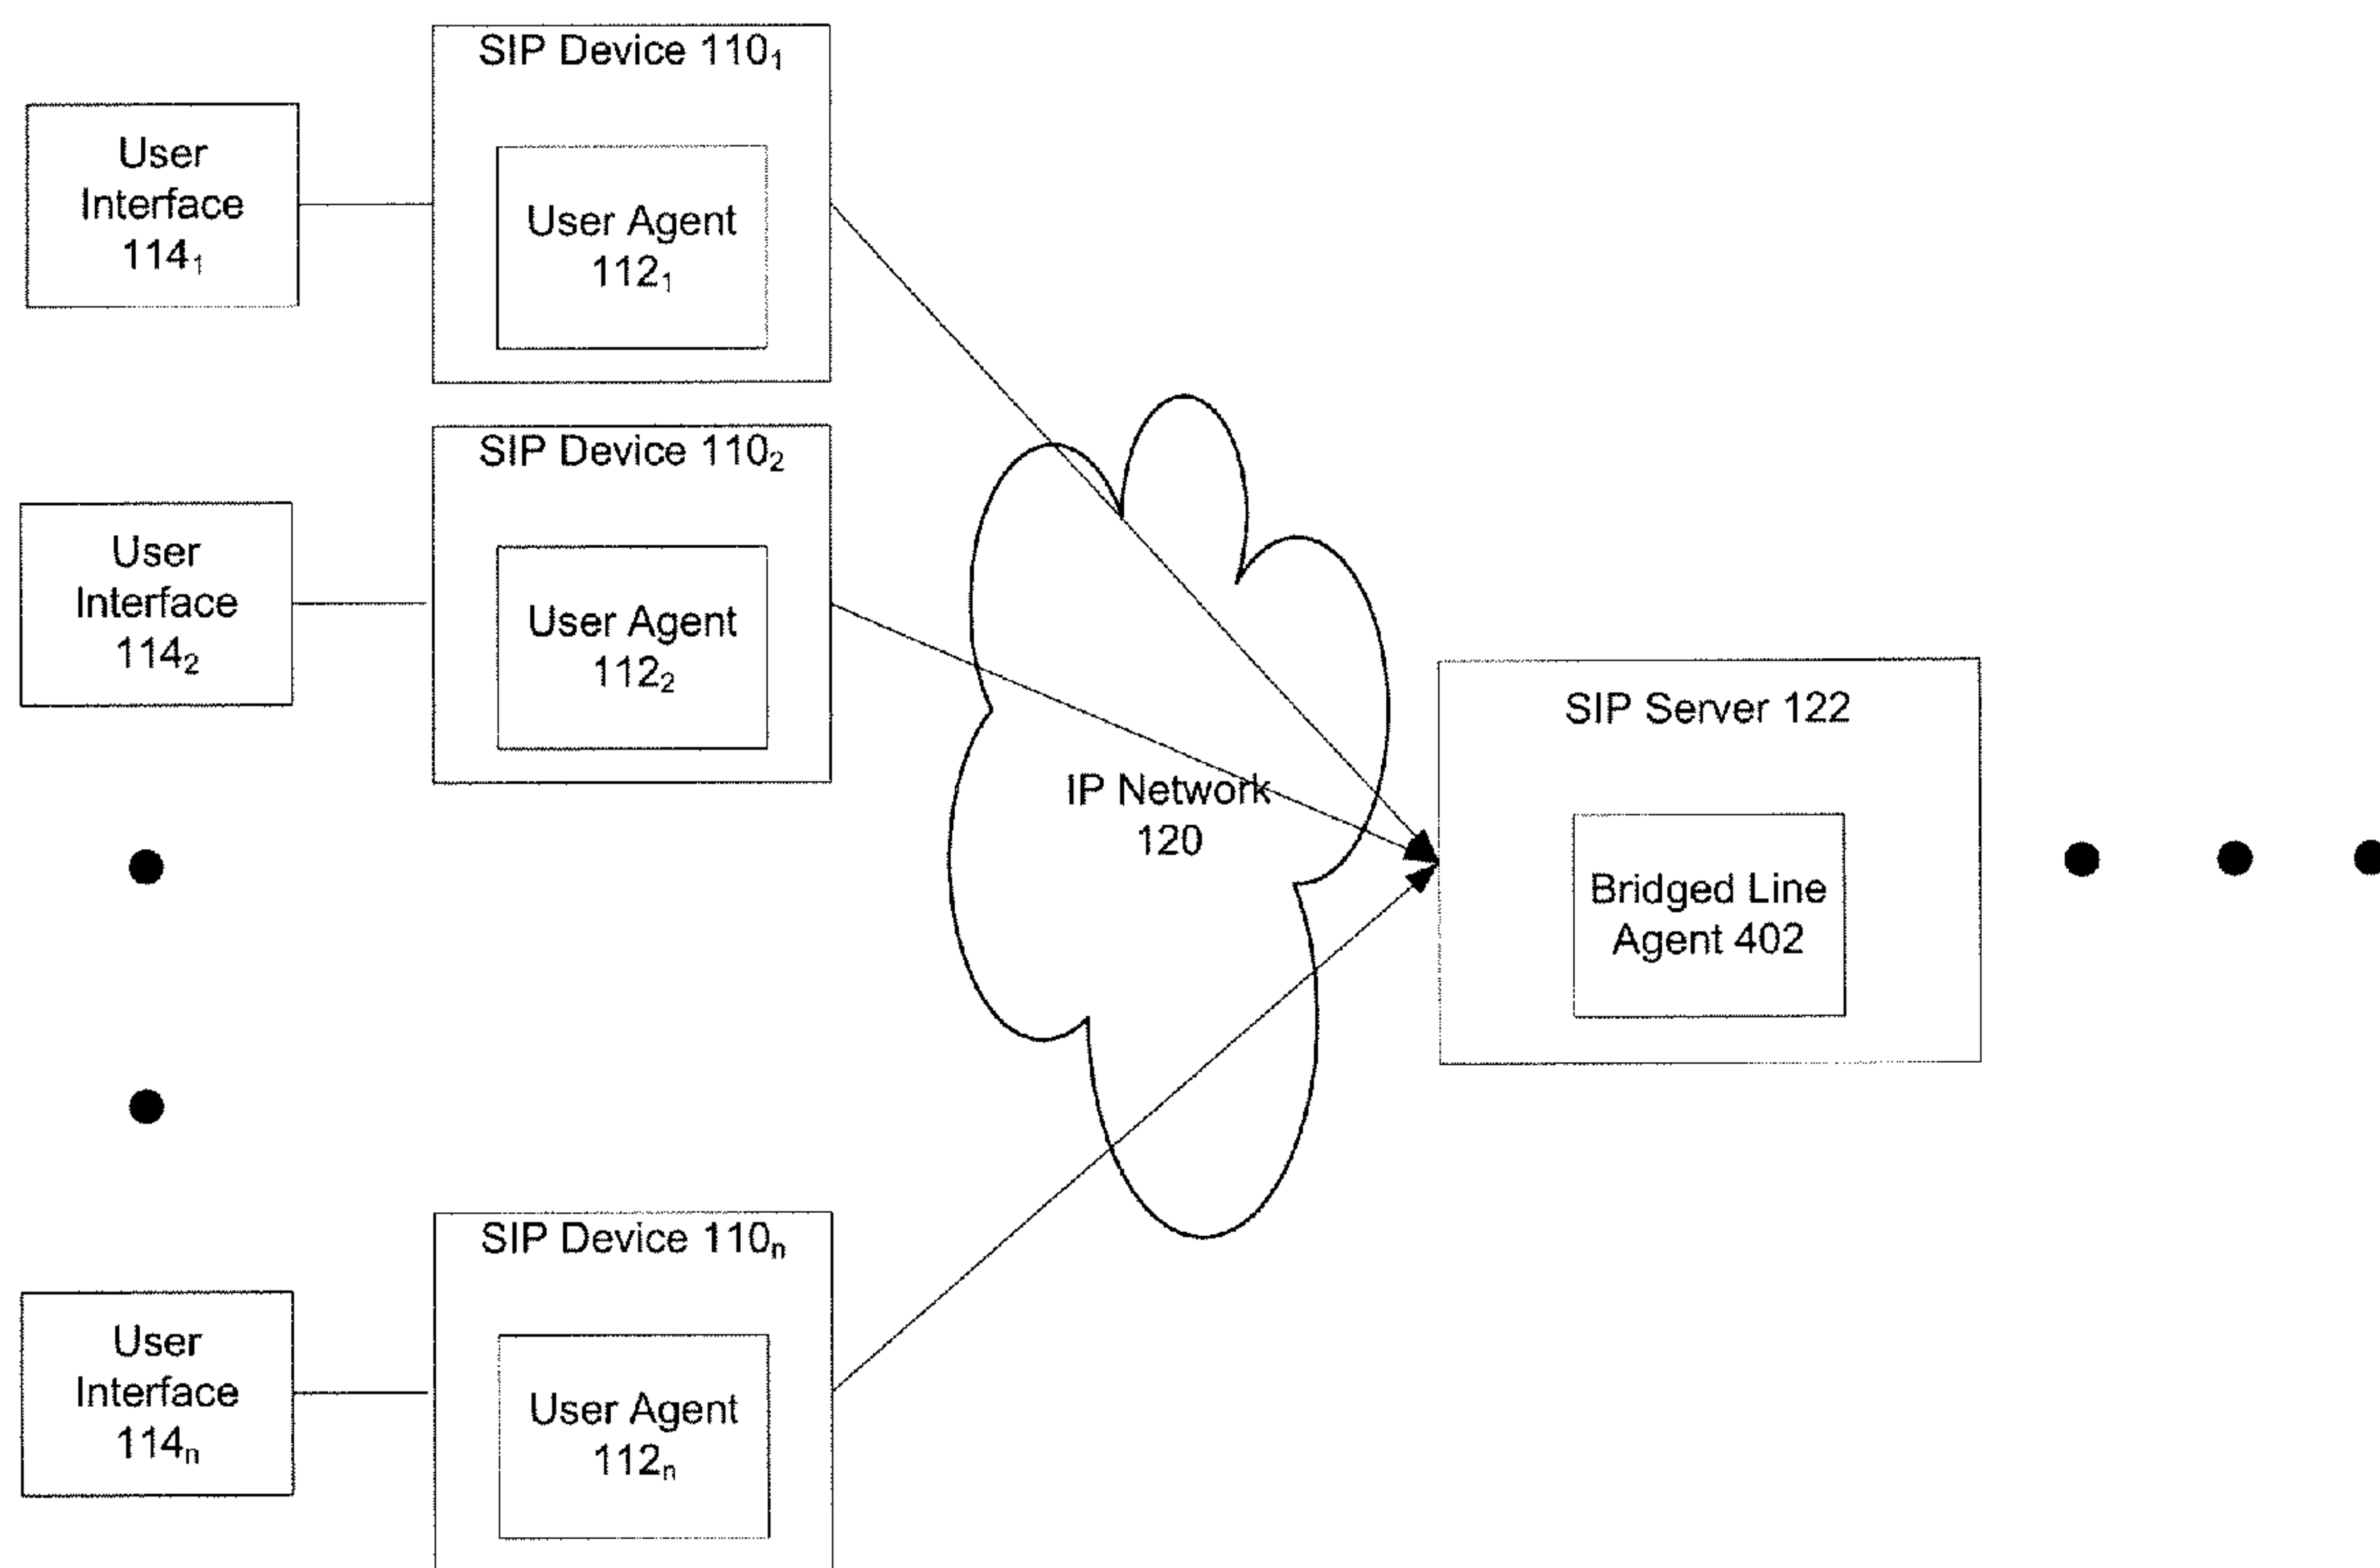 SIP Device 110₁
User
Interface
114₁
User Agent
112₁
SIP Device 110₂
User
Interface
114₂
User Agent
112₂
IP Network
120
SIP Server 122
Bridged Line
Agent 402
SIP Device 110ₙ
User
Interface
114ₙ
User Agent
112ₙ